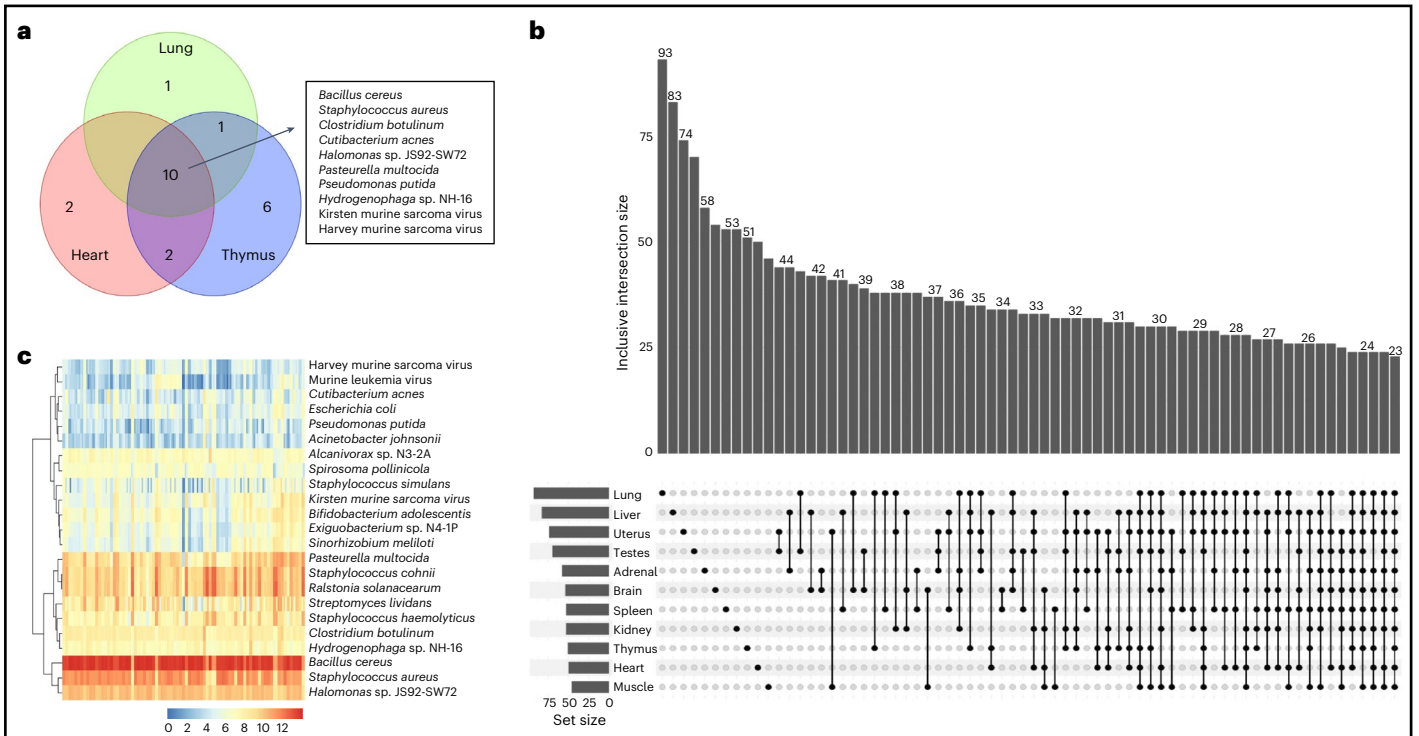 a
Lung
1
1
10
2
6
Heart
2
Thymus
Bacillus cereus
Staphylococcus aureus
Clostridium botulinum
Cutibacterium acnes
Halomonas sp. JS92-SW72
Pasteurella multocida
Pseudomonas putida
Hydrogenophaga sp. NH-16
Kirsten murine sarcoma virus
Harvey murine sarcoma virus
b
Inclusive intersection size
75
50
25
0
93
83
74
58
53
51
44
42
41
39
38
37
36
35
34
33
32
31
30
29
28
27
26
24
23
Lung
Liver
Uterus
Testes
Adrenal
Brain
Spleen
Kidney
Thymus
Heart
Muscle
75 50 25 0
Set size
c
Harvey murine sarcoma virus
Murine leukemia virus
Cutibacterium acnes
Escherichia coli
Pseudomonas putida
Acinetobacter johnsonii
Alcanivorax sp. N3-2A
Spirosoma pollinicola
Staphylococcus simulans
Kirsten murine sarcoma virus
Bifidobacterium adolescentis
Exiguobacterium sp. N4-1P
Sinorhizobium meliloti
Pasteurella multocida
Staphylococcus cohnii
Ralstonia solanacearum
Streptomyces lividans
Staphylococcus haemolyticus
Clostridium botulinum
Hydrogenophaga sp. NH-16
Bacillus cereus
Staphylococcus aureus
Halomonas sp. JS92-SW72
0 2 4 6 8 10 12